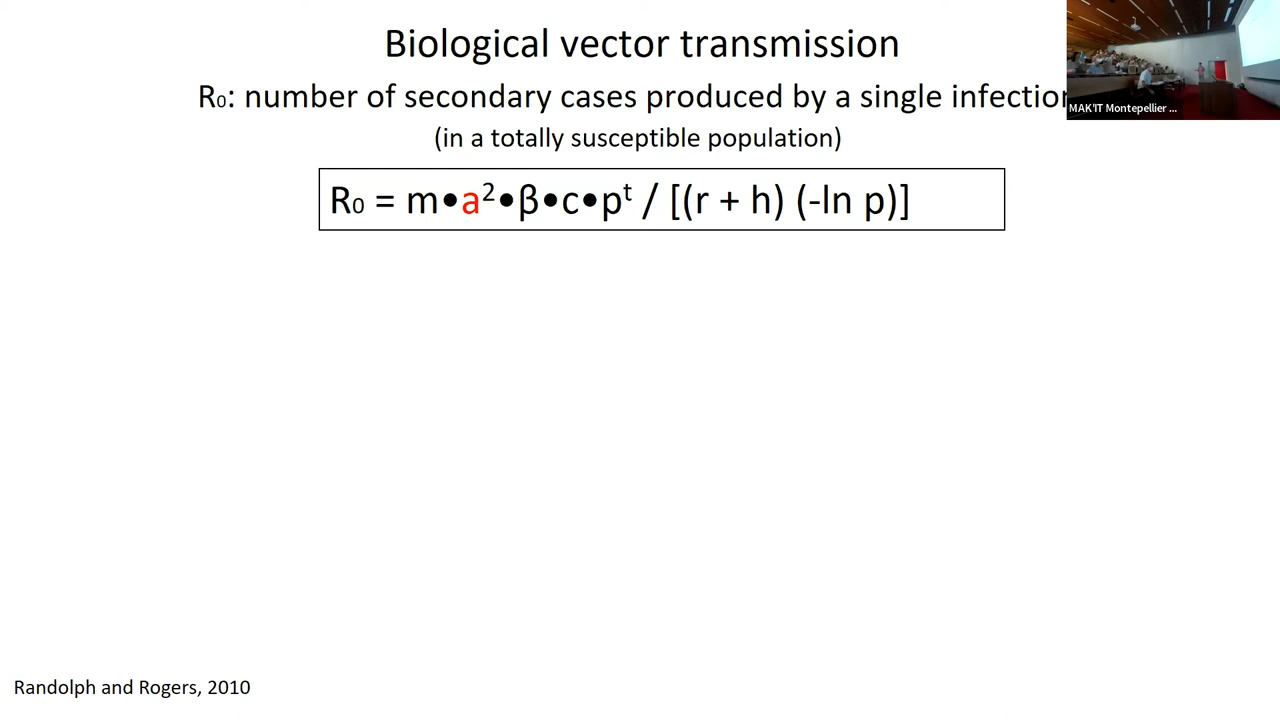 Biological vector transmission
R₀: number of secondary cases produced by a single infection
(in a totally susceptible population)
R₀ = m•a²•β•c•pᵗ / [(r + h) (-ln p)]
MAK'IT Montepellier ...
Randolph and Rogers, 2010